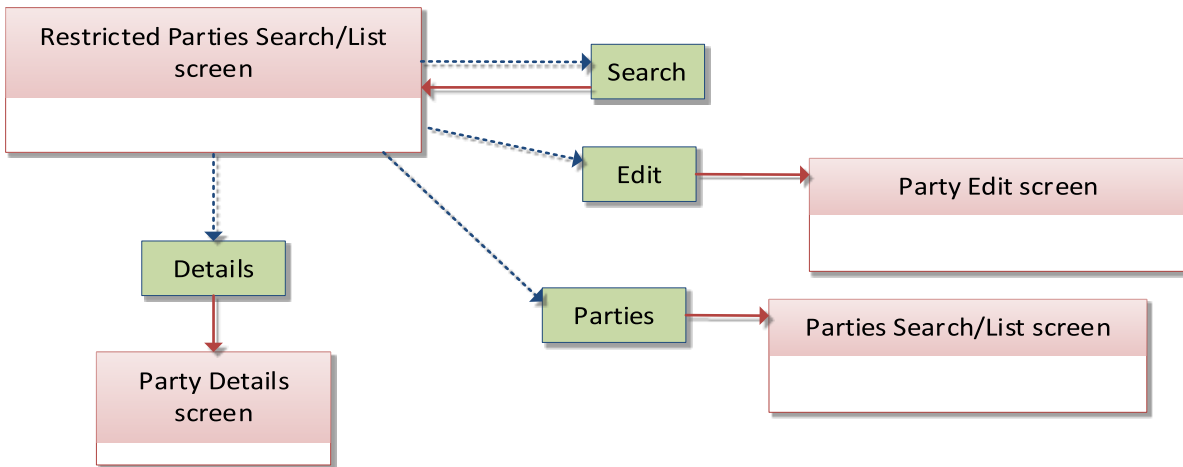 Restricted Parties Search/List
screen
Search
Edit
Party Edit screen
Details
Parties
Parties Search/List screen
Party Details
screen